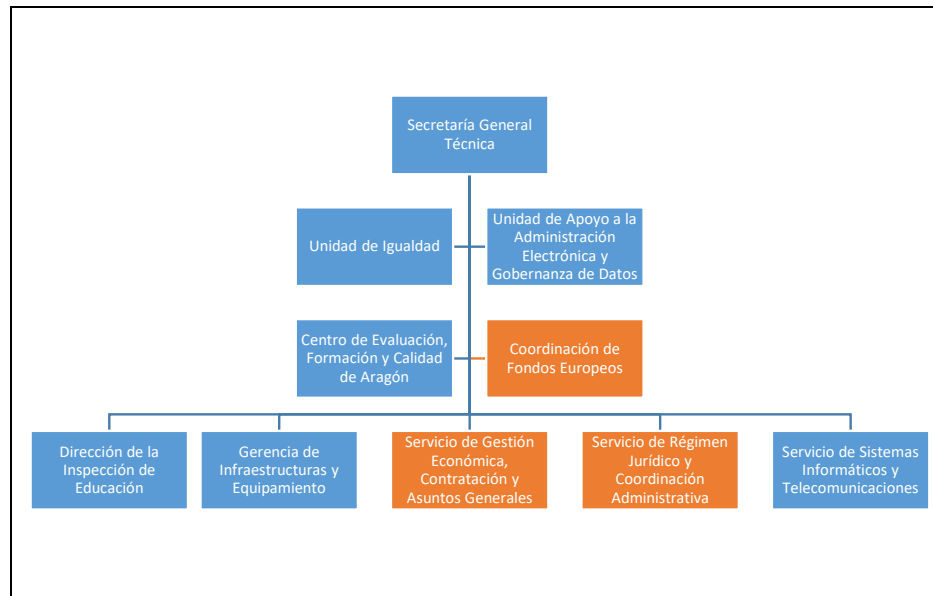 Secretaría General
Técnica
Unidad de Igualdad
Unidad de Apoyo a la
Administración
Electrónica y
Gobernanza de Datos
Centro de Evaluación,
Formación y Calidad
de Aragón
Coordinación de
Fondos Europeos
Dirección de la
Inspección de
Educación
Gerencia de
Infraestructuras y
Equipamiento
Servicio de Gestión
Económica,
Contratación y
Asuntos Generales
Servicio de Régimen
Jurídico y
Coordinación
Administrativa
Servicio de Sistemas
Informáticos y
Telecomunicaciones